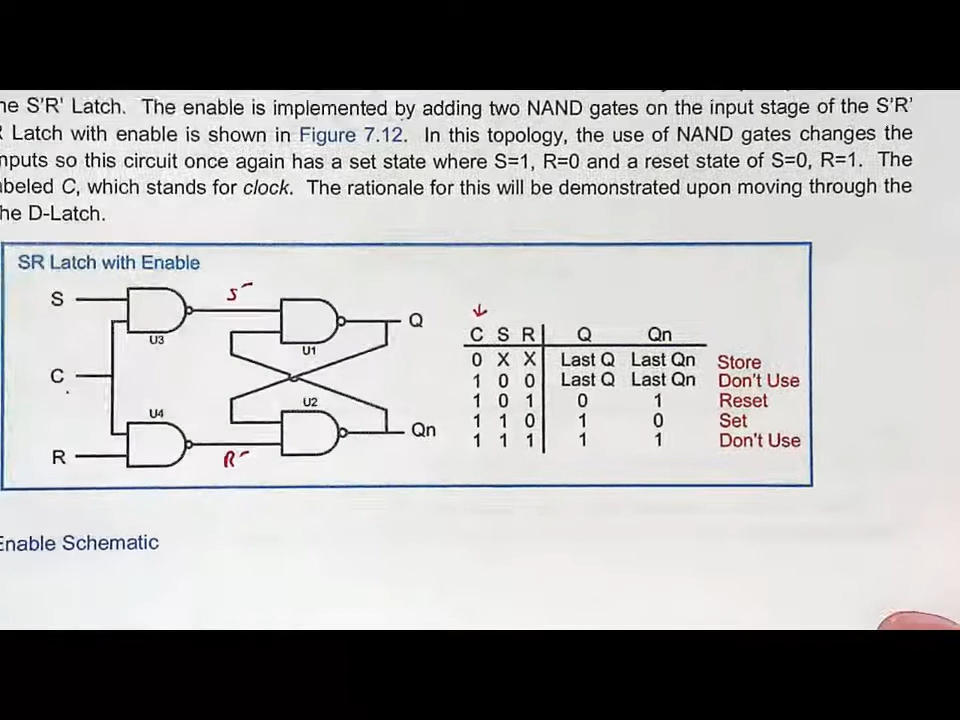 he S'R' Latch. The enable is implemented by adding two NAND gates on the input stage of the S'R'
R Latch with enable is shown in Figure 7.12. In this topology, the use of NAND gates changes the
nputs so this circuit once again has a set state where S=1, R=0 and a reset state of S=0, R=1. The
abeled C, which stands for clock. The rationale for this will be demonstrated upon moving through the
he D-Latch.
SR Latch with Enable
S
U3
S‾
U1
Q
C
U4
R
R‾
U2
Qn
C S R Q Qn
0 X X Last Q Last Qn Store
1 0 0 Last Q Last Qn Don't Use
1 0 1 0 1 Reset
1 1 0 1 0 Set
1 1 1 1 1 Don't Use
Enable Schematic